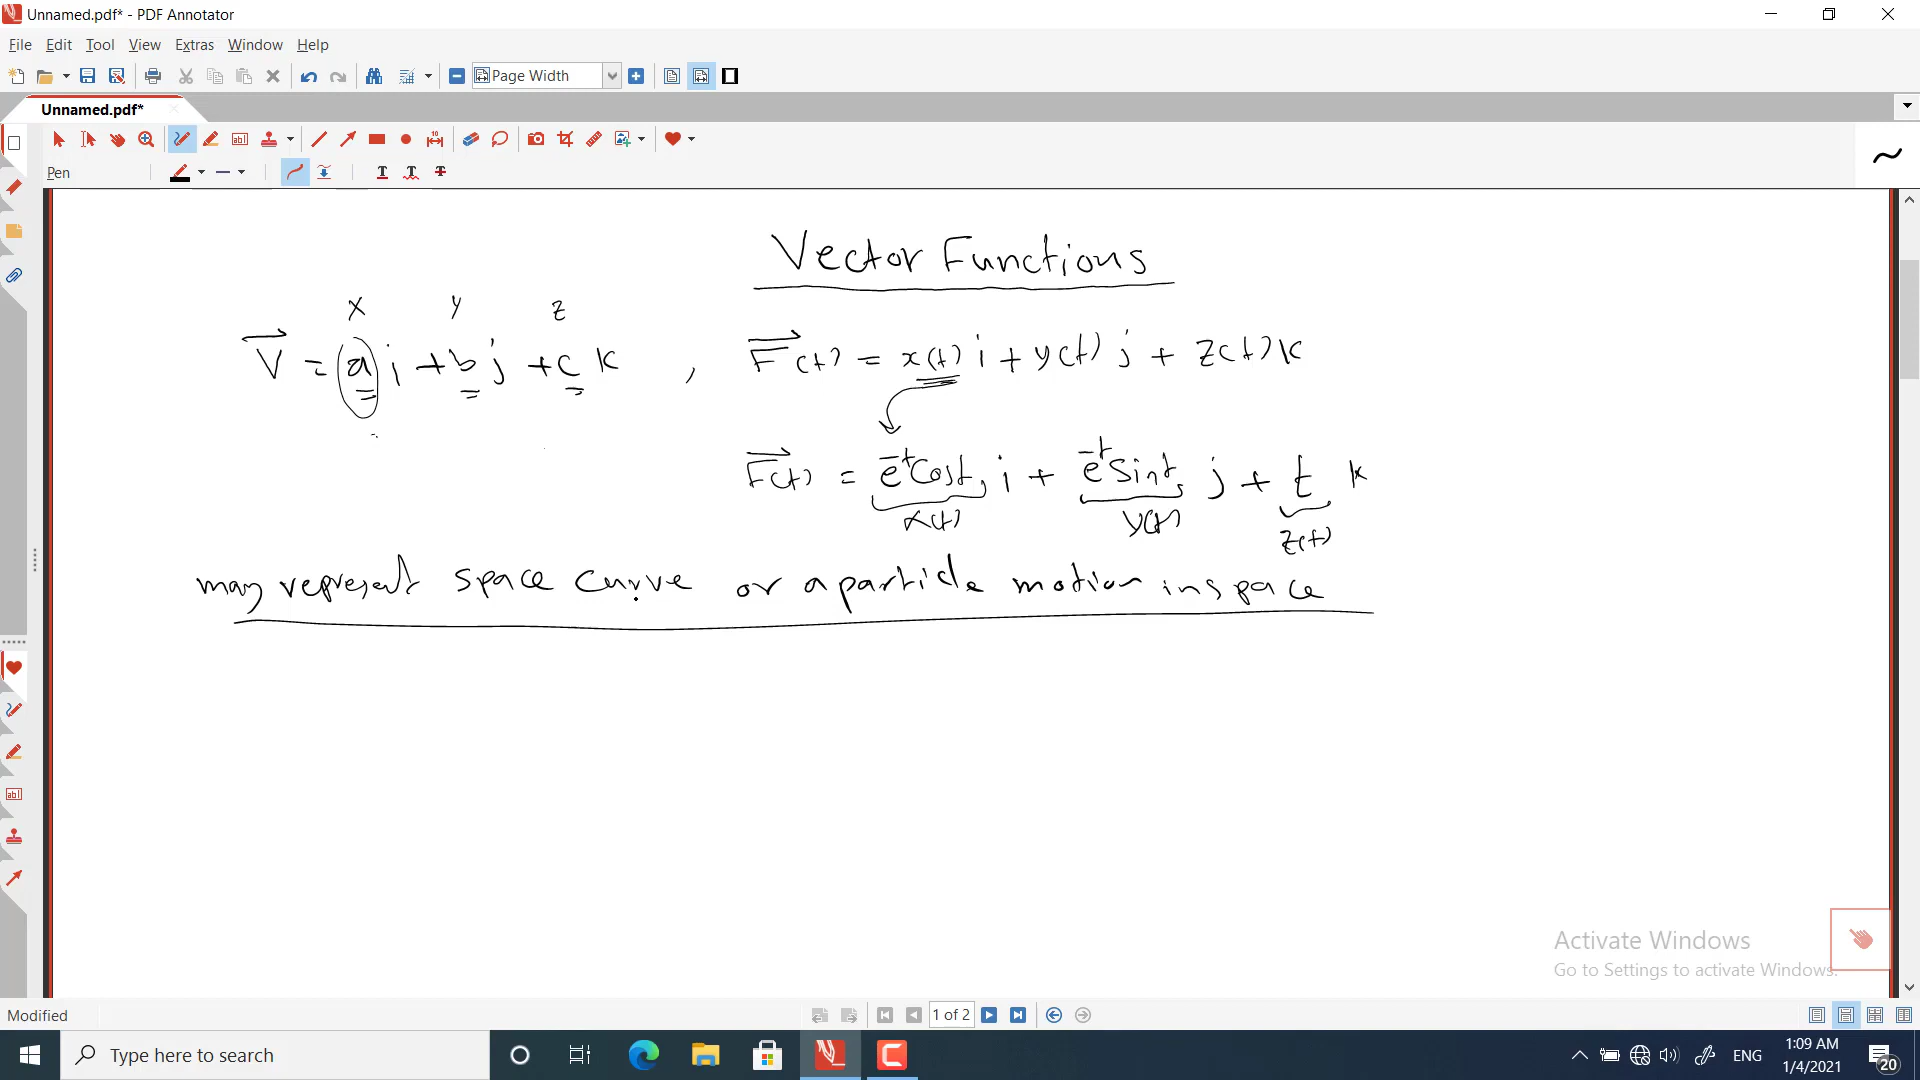 Unnamed.pdf* - PDF Annotator
File Edit Tool View Extras Window Help
Page Width
Unnamed.pdf*
Pen
Vector Functions
x y z
V = a i + b j + c k , F(t) = x(t) i + y(t) j + z(t) k
F(t) = e^-t Cost i + e^-t Sint j + t k
x(t) y(t) z(t)
may represent space curve or a particle motion in space
Activate Windows
Go to Settings to activate Windows.
Modified
1 of 2
Type here to search
ENG
1:09 AM
1/4/2021
20